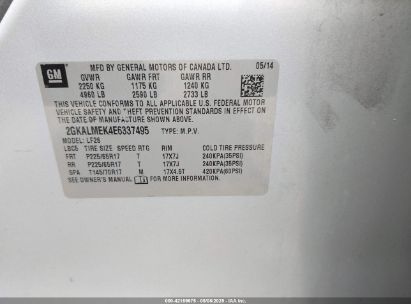 MFD BY GENERAL MOTORS OF CANADA LTD. 05/14
GM GVWR GAWR FRT GAWR RR
2250 KG 1175 KG 1240 KG
4960 LB 2590 LB 2733 LB
THIS VEHICLE CONFORMS TO ALL APPLICABLE U.S. FEDERAL MOTOR
VEHICLE SAFETY AND THEFT PREVENTION STANDARDS IN EFFECT ON
THE DATE OF MANUFACTURE SHOWN ABOVE.
2GKALMEK4E6337495 TYPE: M.P.V.
MODEL: LF26
TIRE SIZE SPEED RTG RIM COLD TIRE PRESSURE
FRT P225/65R17 T 17X7J 240KPA(35PSI)
RR P225/65R17 T 17X7J 240KPA(35PSI)
SPA T145/70R17 M 17X4.5T 420KPA(60PSI)
SEE OWNER'S MANUAL FOR MORE INFORMATION.